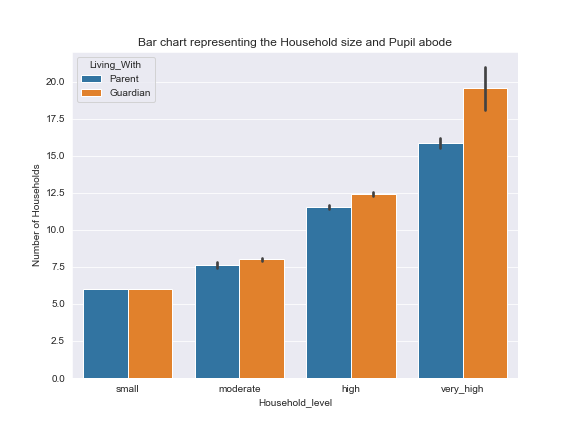 Bar chart representing the Household size and Pupil abode
Living_With
Parent
Guardian
20.0
17.5
15.0
12.5
10.0
7.5
5.0
2.5
0.0
Number of Households
small
moderate
high
very_high
Household_level